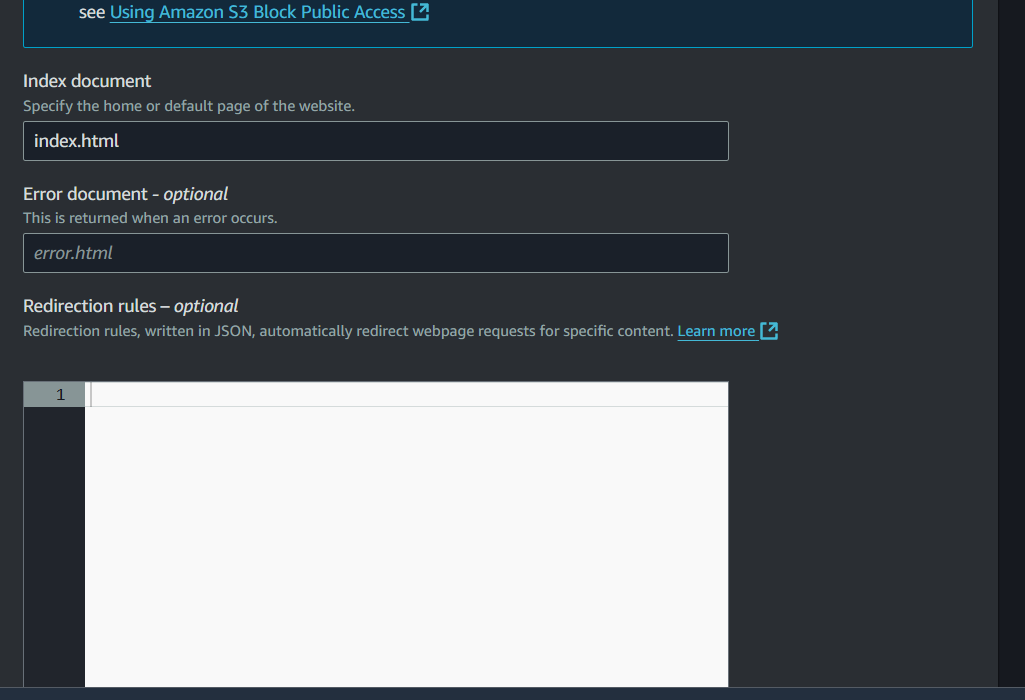 see Using Amazon S3 Block Public Access
Index document
Specify the home or default page of the website.
index.html
Error document - optional
This is returned when an error occurs.
error.html
Redirection rules – optional
Redirection rules, written in JSON, automatically redirect webpage requests for specific content. Learn more
1